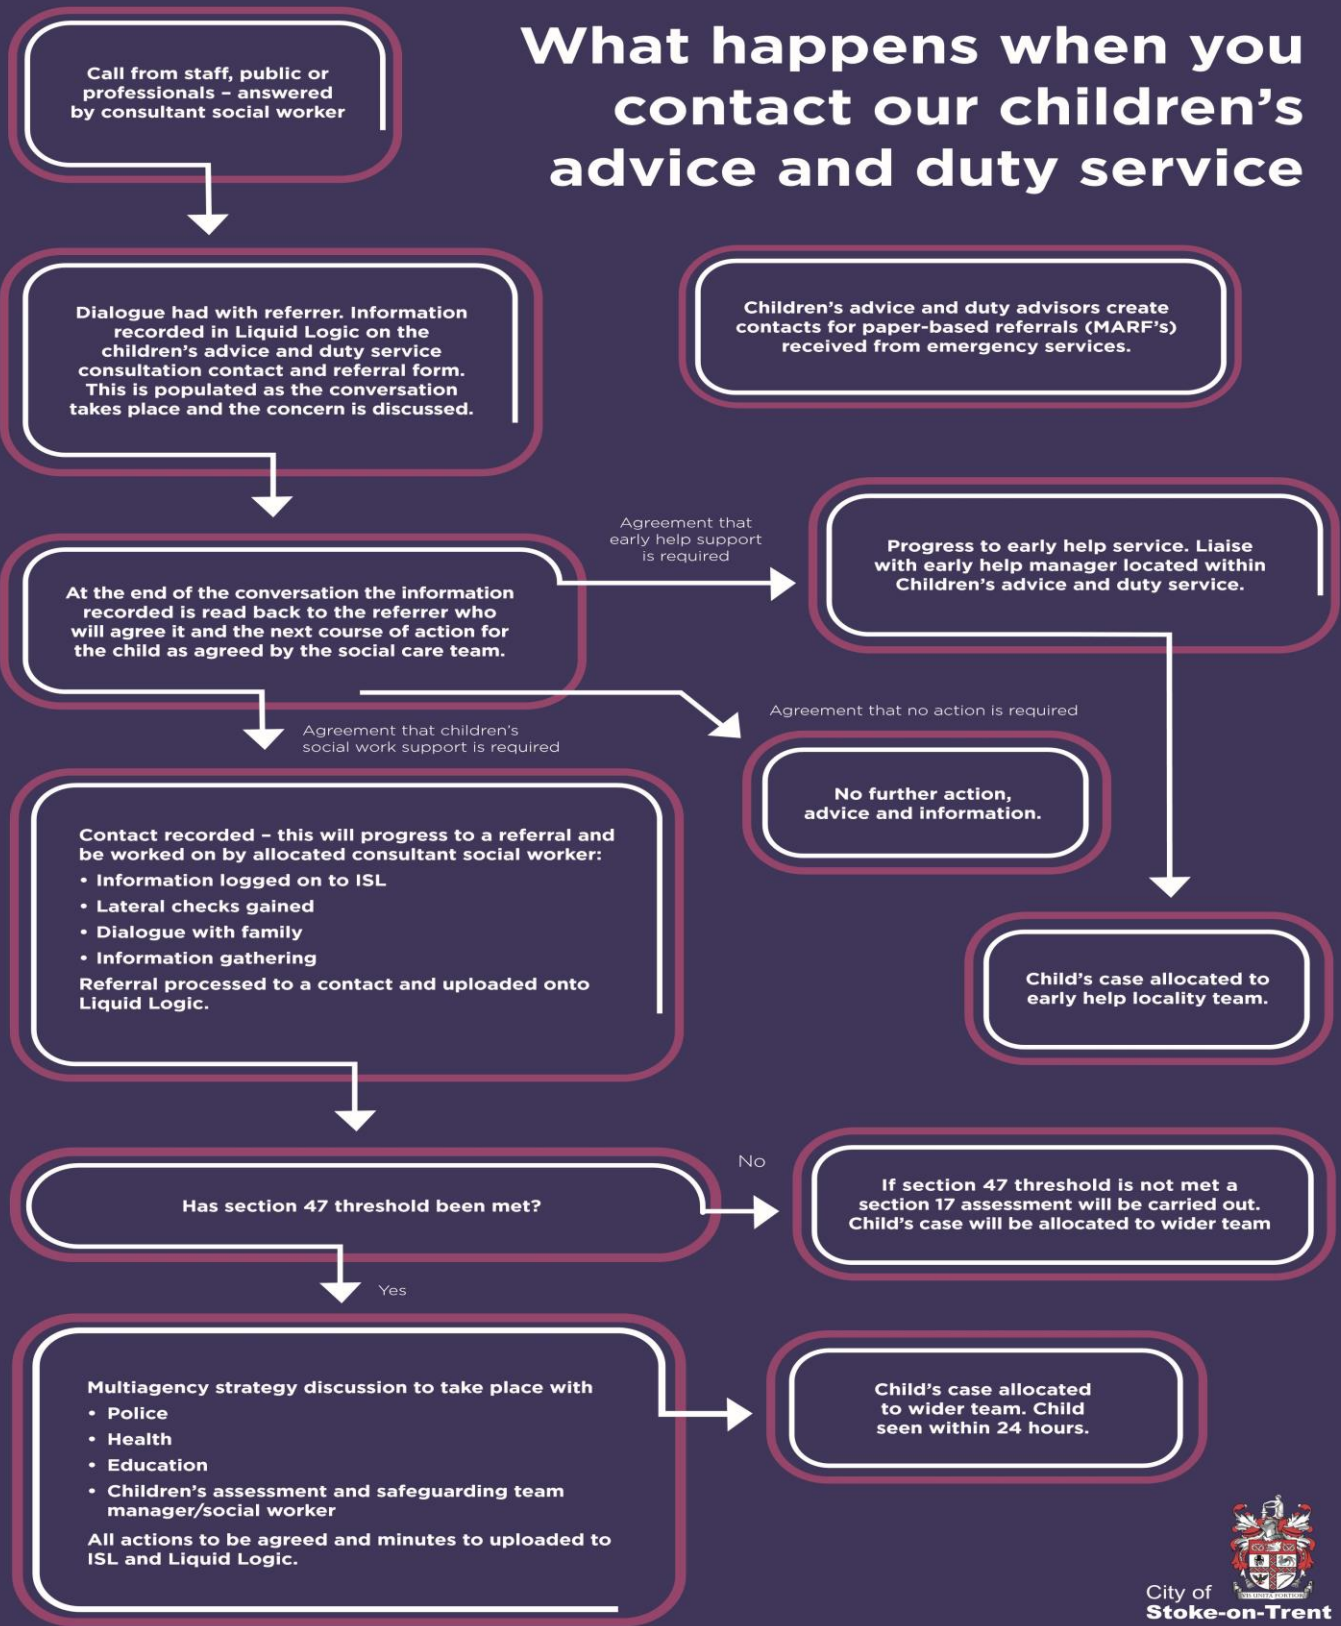 What happens when you
contact our children's
advice and duty service
Call from staff, public or
professionals – answered
by consultant social worker
Dialogue had with referrer. Information
recorded in Liquid Logic on the
children's advice and duty service
consultation contact and referral form.
This is populated as the conversation
takes place and the concern is discussed.
Children's advice and duty advisors create
contacts for paper-based referrals (MARF's)
received from emergency services.
At the end of the conversation the information
recorded is read back to the referrer who
will agree it and the next course of action for
the child as agreed by the social care team.
Agreement that
early help support
is required
Progress to early help service. Liaise
with early help manager located within
Children's advice and duty service.
Agreement that no action is required
No further action,
advice and information.
Child's case allocated to
early help locality team.
Agreement that children's
social work support is required
Contact recorded – this will progress to a referral and
be worked on by allocated consultant social worker:
• Information logged on to ISL
• Lateral checks gained
• Dialogue with family
• Information gathering
Referral processed to a contact and uploaded onto
Liquid Logic.
Has section 47 threshold been met?
No
If section 47 threshold is not met a
section 17 assessment will be carried out.
Child's case will be allocated to wider team
Yes
Multiagency strategy discussion to take place with
• Police
• Health
• Education
• Children's assessment and safeguarding team
manager/social worker
All actions to be agreed and minutes to uploaded to
ISL and Liquid Logic.
Child's case allocated
to wider team. Child
seen within 24 hours.
City of
Stoke-on-Trent